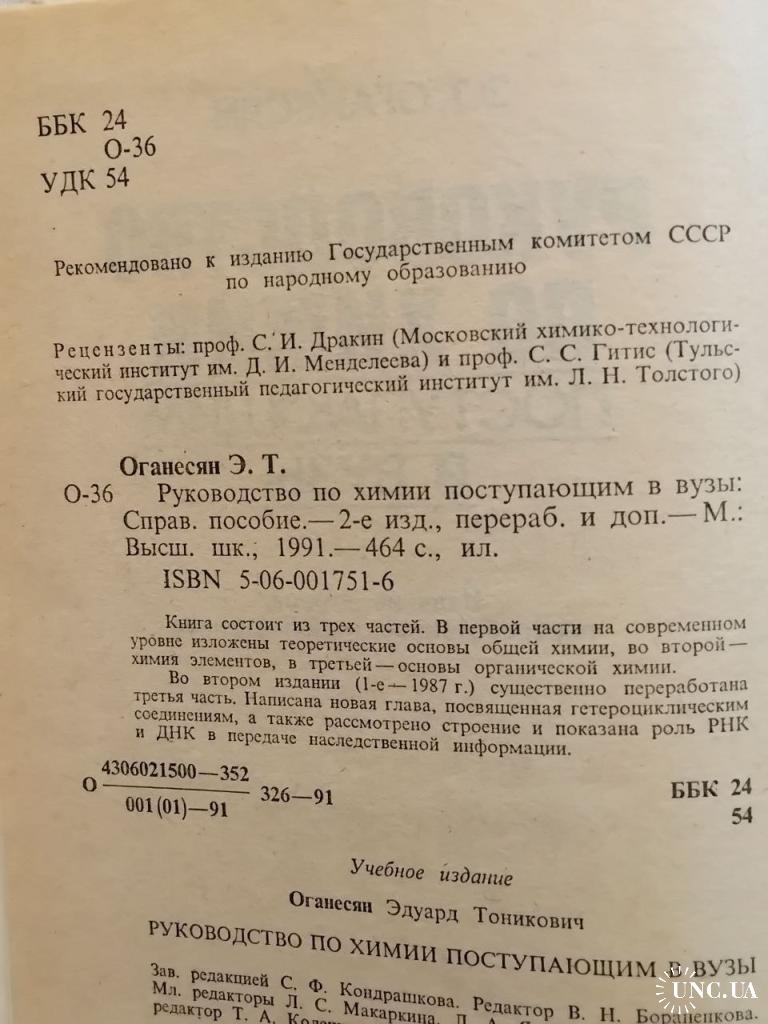 ББК 24
О-36
УДК 54
Рекомендовано к изданию Государственным комитетом СССР
по народному образованию
Рецензенты: проф. С. И. Дракин (Московский химико-технологи-
ческий институт им. Д. И. Менделеева) и проф. С. С. Гитис (Тульс-
кий государственный педагогический институт им. Л. Н. Толстого)
Оганесян Э. Т.
О-36 Руководство по химии поступающим в вузы:
Справ. пособие.— 2-е изд., перераб. и доп.— М.:
Высш. шк., 1991.— 464 с., ил.
ISBN 5-06-001751-6
Книга состоит из трех частей. В первой части на современном
уровне изложены теоретические основы общей химии, во второй —
химия элементов, в третьей — основы органической химии.
Во втором издании (1-е — 1987 г.) существенно переработана
третья часть. Написана новая глава, посвященная гетероциклическим
соединениям, а также рассмотрено строение и показана роль РНК
и ДНК в передаче наследственной информации.
О 4306021500—352
001(01)—91
326—91
ББК 24
54
Учебное издание
Оганесян Эдуард Тоникович
РУКОВОДСТВО ПО ХИМИИ ПОСТУПАЮЩИМ В ВУЗЫ
Зав. редакцией С. Ф. Кондрашкова. Редактор В. Н. Бораненкова.
Мл. редакторы Л. С. Макаркина, Л. А.
редактор Т. А.
UNC.UA